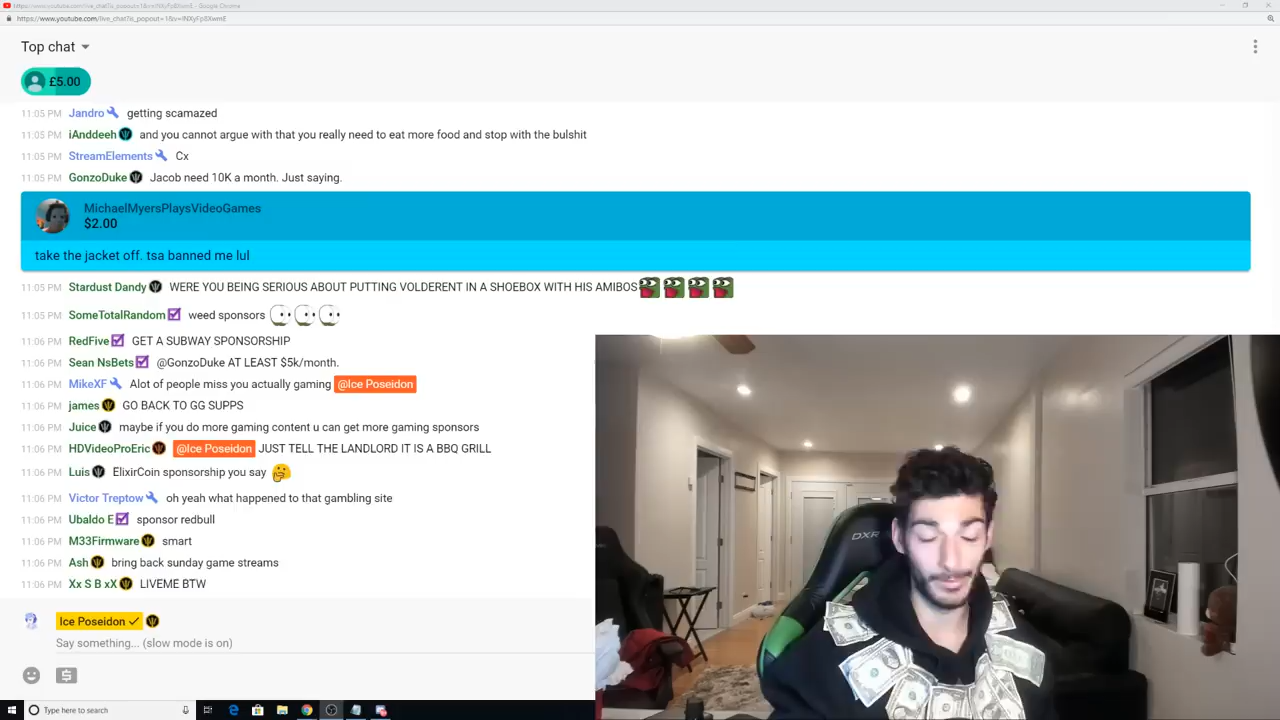 Top chat
£5.00
11:05 PM Jandro getting scamazed
11:05 PM iAnddeeh and you cannot argue with that you really need to eat more food and stop with the bulshit
11:05 PM StreamElements Cx
11:05 PM GonzoDuke Jacob need 10K a month. Just saying.
MichaelMyersPlaysVideoGames
$2.00
take the jacket off. tsa banned me lul
11:05 PM Stardust Dandy WERE YOU BEING SERIOUS ABOUT PUTTING VOLDERENT IN A SHOEBOX WITH HIS AMIBOS
11:05 PM SomeTotalRandom weed sponsors
11:06 PM RedFive GET A SUBWAY SPONSORSHIP
11:06 PM Sean NsBets @GonzoDuke AT LEAST $5k/month.
11:06 PM MikeXF Alot of people miss you actually gaming @Ice Poseidon
11:06 PM james GO BACK TO GG SUPPS
11:06 PM Juice maybe if you do more gaming content u can get more gaming sponsors
11:06 PM HDVideoProEric @Ice Poseidon JUST TELL THE LANDLORD IT IS A BBQ GRILL
11:06 PM Luis ElixirCoin sponsorship you say
11:06 PM Victor Treptow oh yeah what happened to that gambling site
11:06 PM Ubaldo E sponsor redbull
11:06 PM M33Firmware smart
11:06 PM Ash bring back sunday game streams
11:06 PM Xx S B xX LIVEME BTW
Ice Poseidon
Say something... (slow mode is on)
DXR
Type here to search